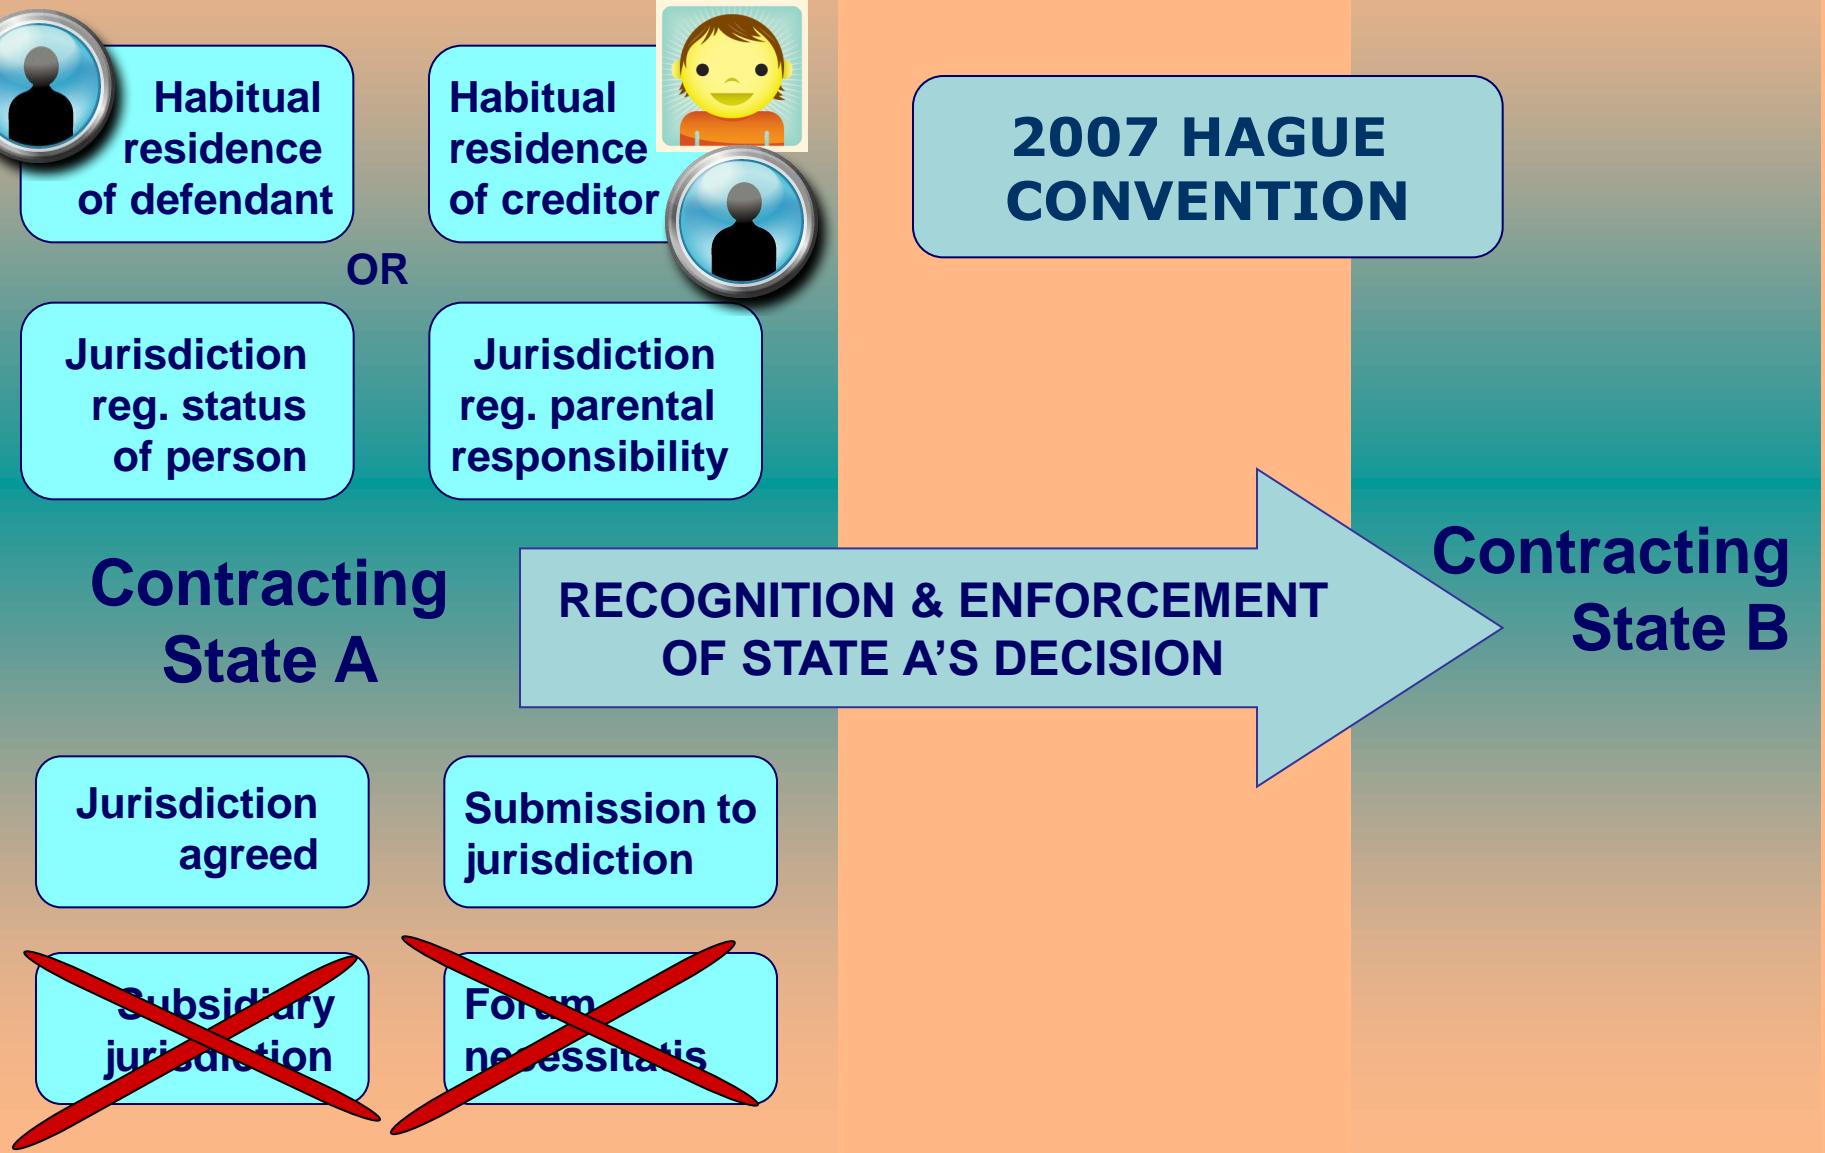 Habitual
residence
of defendant
Habitual
residence
of creditor
2007 HAGUE
CONVENTION
OR
Jurisdiction
reg. status
of person
Jurisdiction
reg. parental
responsibility
Contracting
State A
RECOGNITION & ENFORCEMENT
OF STATE A’S DECISION
Contracting
State B
Jurisdiction
agreed
Submission to
jurisdiction
Subsidiary
jurisdiction
Forum
necessitatis